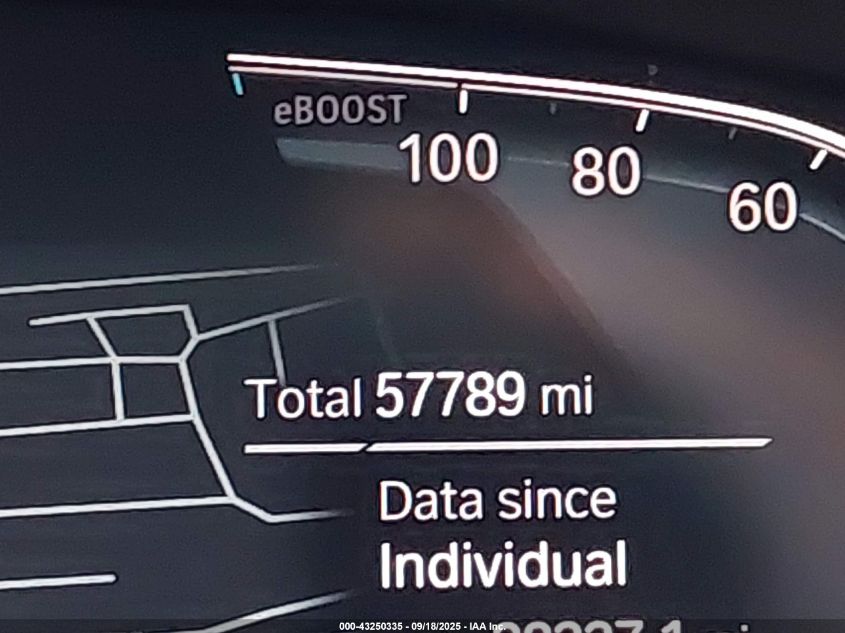 eBOOST
100
80
60
Total 57789 mi
Data since
Individual
000-43250335 - 09/18/2025 - IAA Inc.